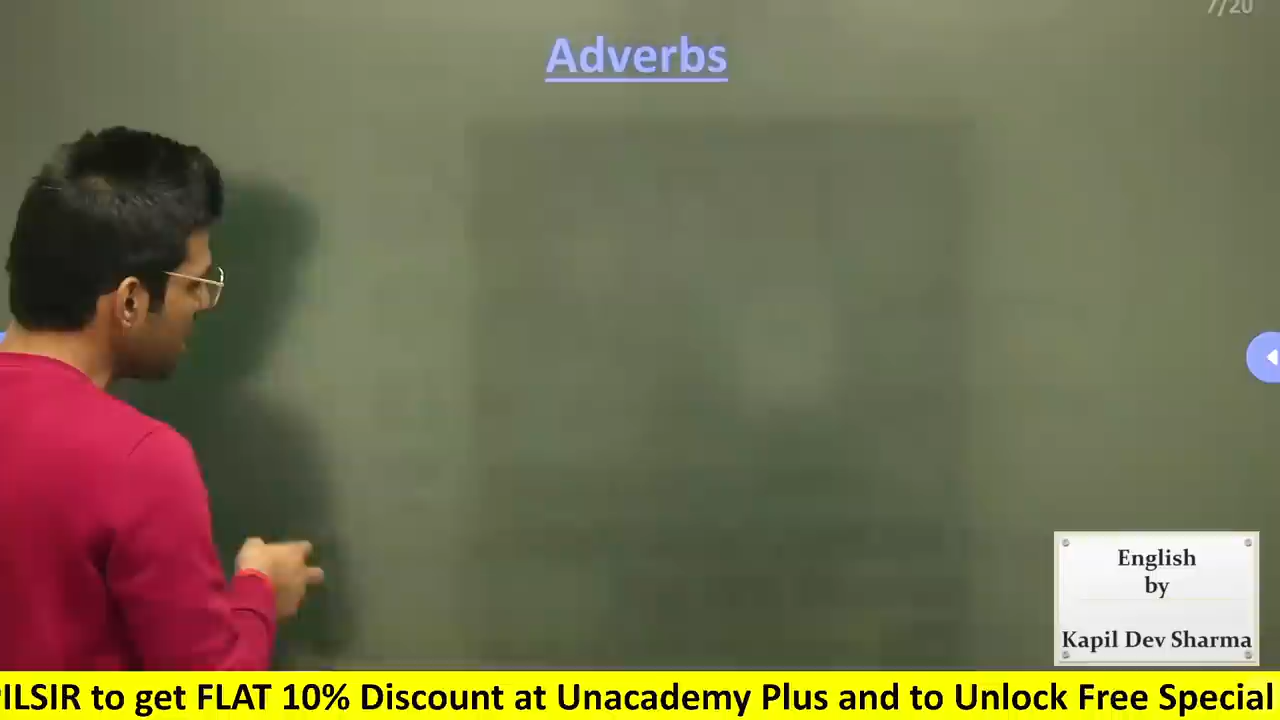 7/20
Adverbs
English
by
Kapil Dev Sharma
ILSIR to get FLAT 10% Discount at Unacademy Plus and to Unlock Free Special